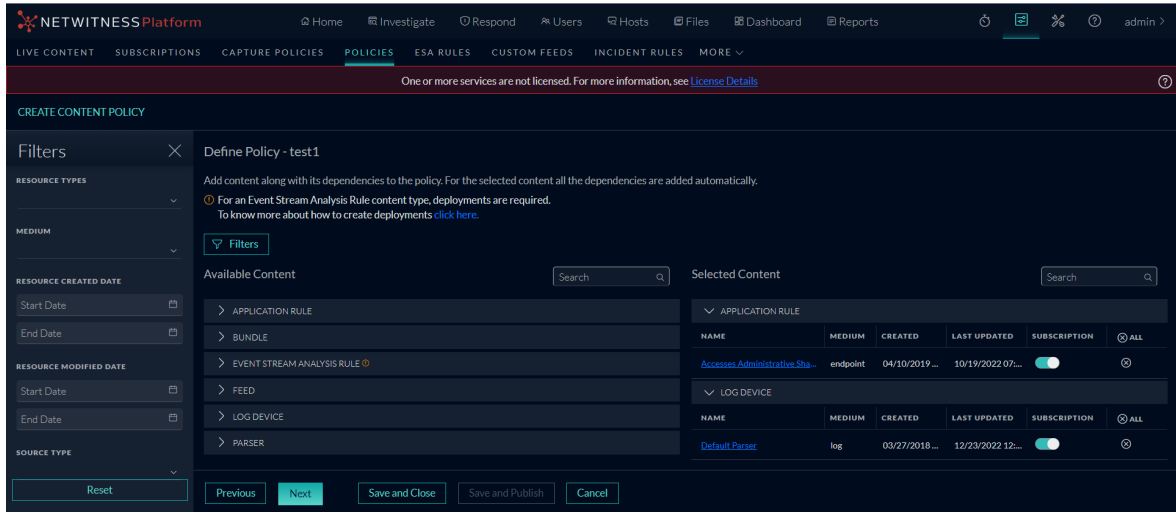 NETWITNESS Platform
Home Investigate Respond Users Hosts Files Dashboard Reports admin >
LIVE CONTENT SUBSCRIPTIONS CAPTURE POLICIES POLICIES ESA RULES CUSTOM FEEDS INCIDENT RULES MORE
One or more services are not licensed. For more information, see License Details
CREATE CONTENT POLICY
Filters
RESOURCE TYPES
MEDIUM
RESOURCE CREATED DATE
Start Date
End Date
RESOURCE MODIFIED DATE
Start Date
End Date
SOURCE TYPE
Reset
Define Policy - test1
Add content along with its dependencies to the policy. For the selected content all the dependencies are added automatically.
For an Event Stream Analysis Rule content type, deployments are required.
To know more about how to create deployments click here.
Filters
Available Content Search
APPLICATION RULE
BUNDLE
EVENT STREAM ANALYSIS RULE
FEED
LOG DEVICE
PARSER
Selected Content Search
APPLICATION RULE
NAME MEDIUM CREATED LAST UPDATED SUBSCRIPTION ALL
Accesses Administrative Sha... endpoint 04/10/2019 ... 10/19/2022 07:...
LOG DEVICE
NAME MEDIUM CREATED LAST UPDATED SUBSCRIPTION ALL
Default Parser log 03/27/2018 ... 12/23/2022 12:...
Previous Next Save and Close Save and Publish Cancel